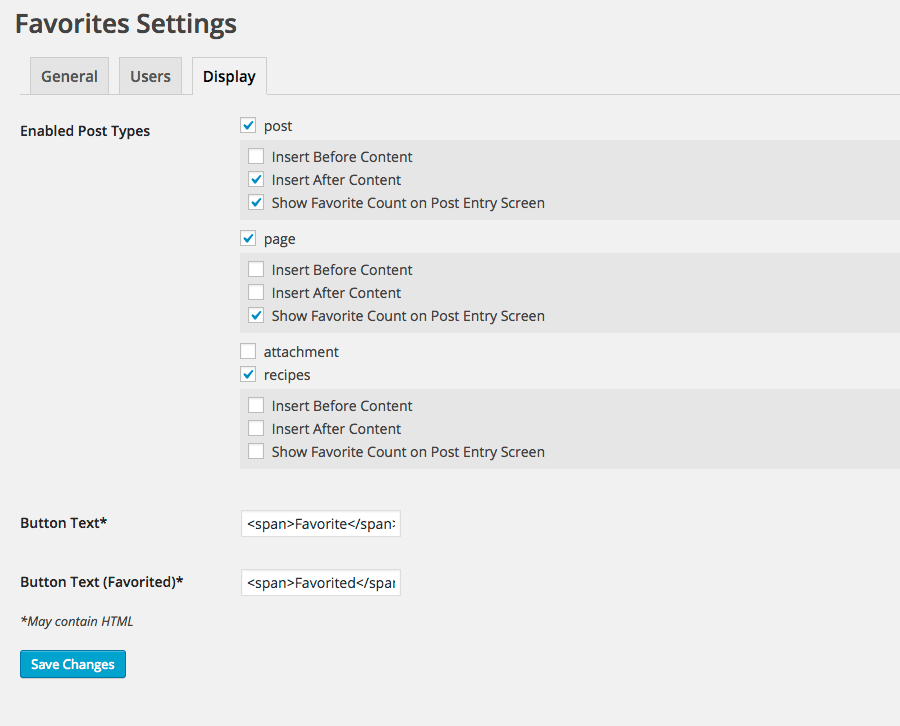 Favorites Settings
General Users Display
Enabled Post Types
post
Insert Before Content
Insert After Content
Show Favorite Count on Post Entry Screen
page
Insert Before Content
Insert After Content
Show Favorite Count on Post Entry Screen
attachment
recipes
Insert Before Content
Insert After Content
Show Favorite Count on Post Entry Screen
Button Text* <span>Favorite</span>
Button Text (Favorited)* <span>Favorited</spa
*May contain HTML
Save Changes